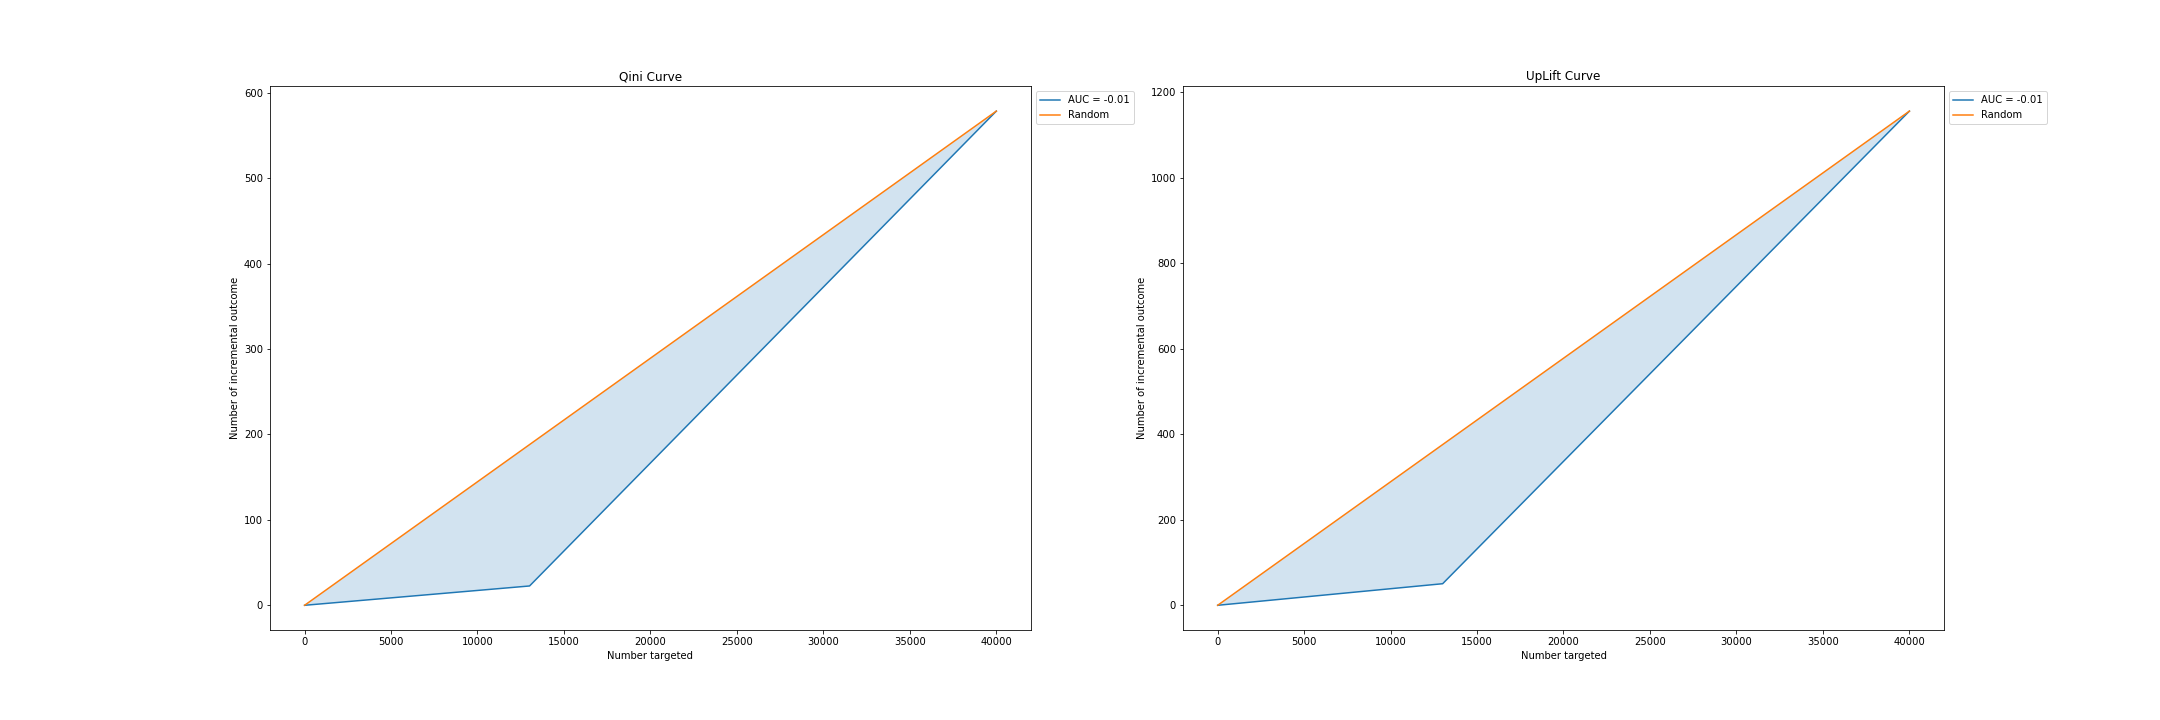 Qini Curve
600
500
400
300
200
100
0
Number of incremental outcome
0 5000 10000 15000 20000 25000 30000 35000 40000
Number targeted
AUC = -0.01
Random
UpLift Curve
1200
1000
800
600
400
200
0
Number of incremental outcome
0 5000 10000 15000 20000 25000 30000 35000 40000
Number targeted
AUC = -0.01
Random